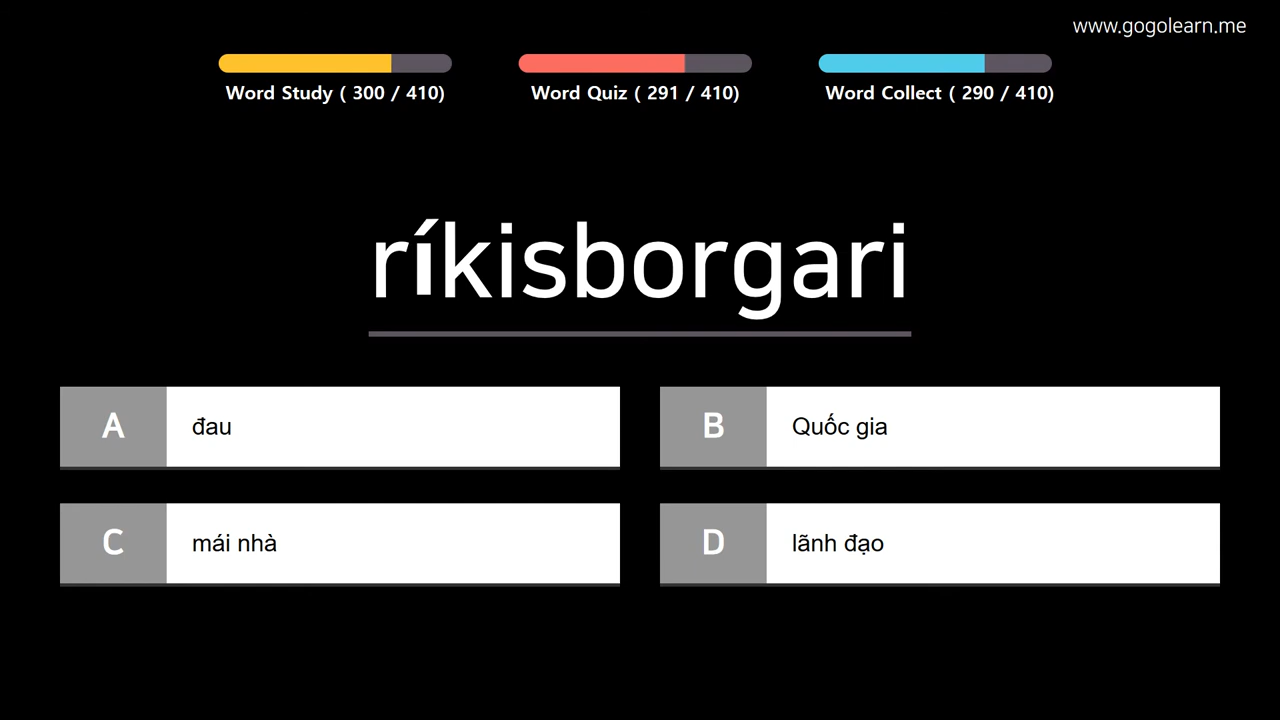 www.gogolearn.me
Word Study ( 300 / 410)
Word Quiz ( 291 / 410)
Word Collect ( 290 / 410)
ríkisborgari
A đau
B Quốc gia
C mái nhà
D lãnh đạo